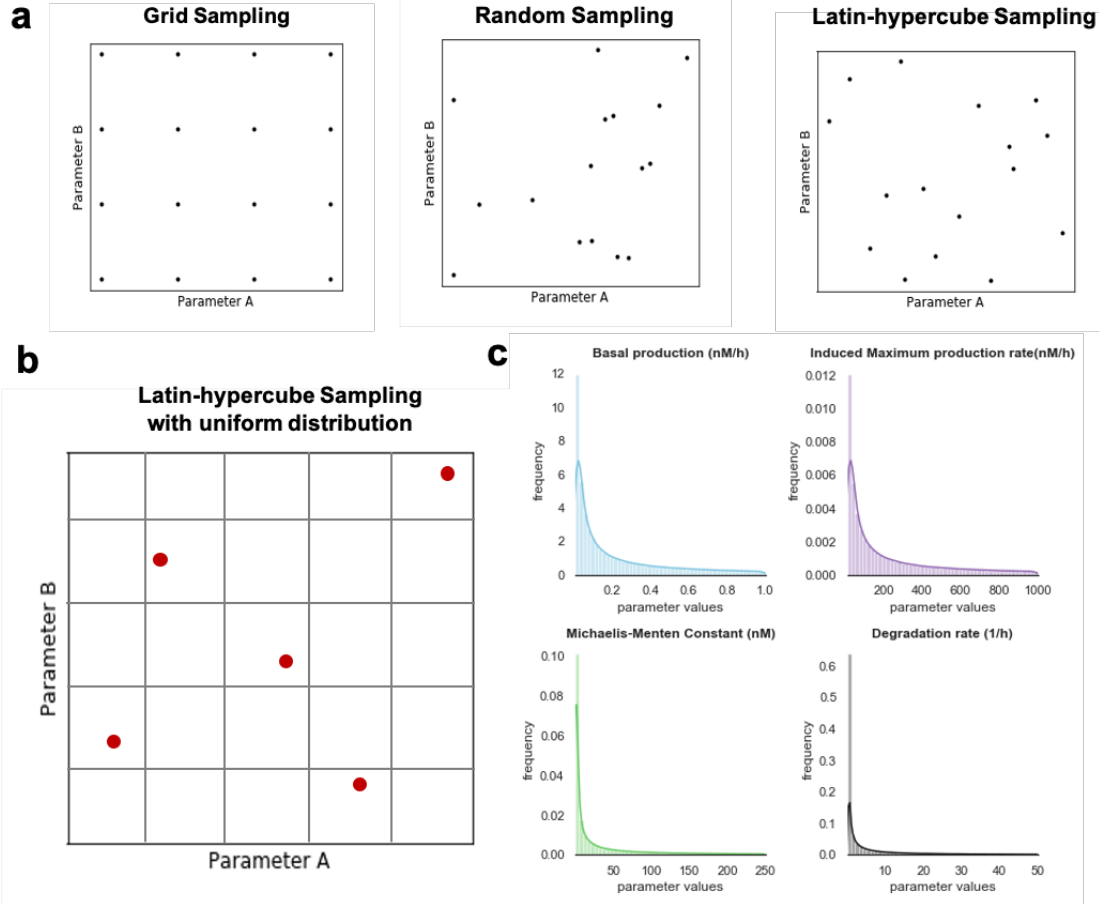 a
Grid Sampling
Parameter B
Parameter A
Random Sampling
Parameter B
Parameter A
Latin-hypercube Sampling
Parameter B
Parameter A
b
Latin-hypercube Sampling
with uniform distribution
Parameter B
Parameter A
c
Basal production (nM/h)
frequency
12
10
8
6
4
2
0
0.2 0.4 0.6 0.8 1.0
parameter values
Induced Maximum production rate(nM/h)
frequency
0.012
0.010
0.008
0.006
0.004
0.002
0.000
200 400 600 800 1000
parameter values
Michaelis-Menten Constant (nM)
frequency
0.10
0.08
0.06
0.04
0.02
0.00
50 100 150 200 250
parameter values
Degradation rate (1/h)
frequency
0.6
0.5
0.4
0.3
0.2
0.1
0.0
10 20 30 40 50
parameter values